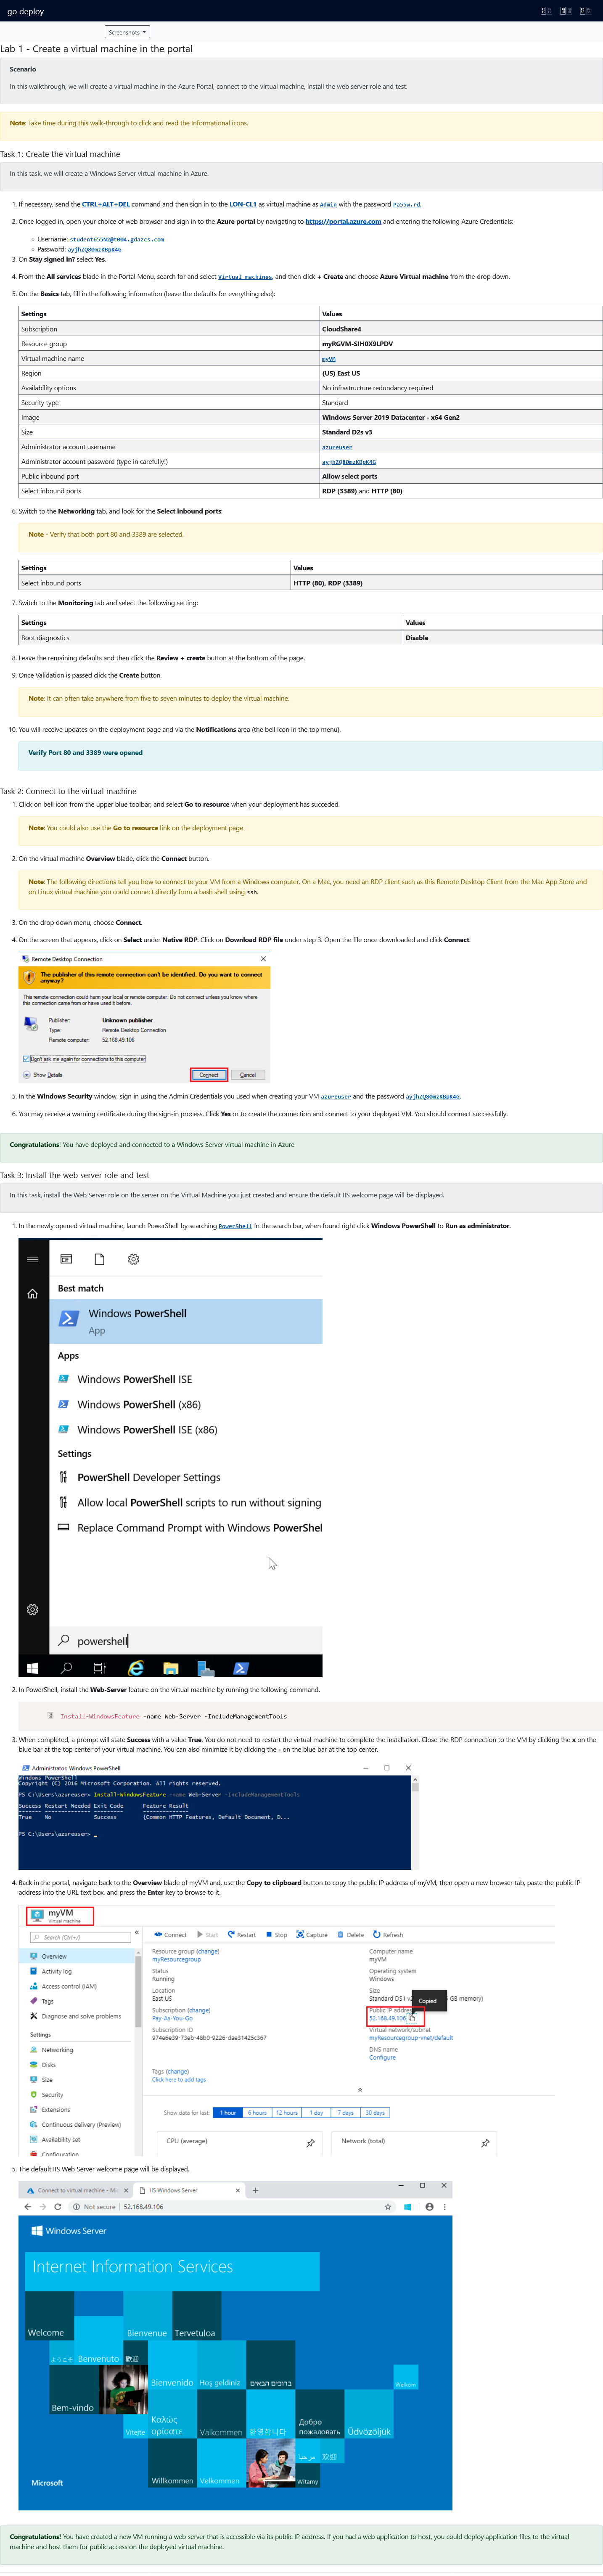 go deploy
Screenshots
Lab 1 - Create a virtual machine in the portal
Scenario
In this walkthrough, we will create a virtual machine in the Azure Portal, connect to the virtual machine, install the web server role and test.
Note: Take time during this walk-through to click and read the Informational icons.
Task 1: Create the virtual machine
In this task, we will create a Windows Server virtual machine in Azure.
1. If necessary, send the CTRL+ALT+DEL command and then sign in to the LON-CL1 as virtual machine as Admin with the password Pa55w.rd.
2. Once logged in, open your choice of web browser and sign in to the Azure portal by navigating to https://portal.azure.com and entering the following Azure Credentials:
Username: student655N2@t004.gdazcs.com
Password: ayjhZQ80mzKBpK4G
3. On Stay signed in? select Yes.
4. From the All services blade in the Portal Menu, search for and select Virtual machines, and then click + Create and choose Azure Virtual machine from the drop down.
5. On the Basics tab, fill in the following information (leave the defaults for everything else):
Settings Values
Subscription CloudShare4
Resource group myRGVM-SIH0X9LPDV
Virtual machine name myVM
Region (US) East US
Availability options No infrastructure redundancy required
Security type Standard
Image Windows Server 2019 Datacenter - x64 Gen2
Size Standard D2s v3
Administrator account username azureuser
Administrator account password (type in carefully!) ayjhZQ80mzKBpK4G
Public inbound port Allow select ports
Select inbound ports RDP (3389) and HTTP (80)
6. Switch to the Networking tab, and look for the Select inbound ports:
Note - Verify that both port 80 and 3389 are selected.
Settings Values
Select inbound ports HTTP (80), RDP (3389)
7. Switch to the Monitoring tab and select the following setting:
Settings Values
Boot diagnostics Disable
8. Leave the remaining defaults and then click the Review + create button at the bottom of the page.
9. Once Validation is passed click the Create button.
Note: It can often take anywhere from five to seven minutes to deploy the virtual machine.
10. You will receive updates on the deployment page and via the Notifications area (the bell icon in the top menu).
Verify Port 80 and 3389 were opened
Task 2: Connect to the virtual machine
1. Click on bell icon from the upper blue toolbar, and select Go to resource when your deployment has succeded.
Note: You could also use the Go to resource link on the deployment page
2. On the virtual machine Overview blade, click the Connect button.
Note: The following directions tell you how to connect to your VM from a Windows computer. On a Mac, you need an RDP client such as this Remote Desktop Client from the Mac App Store and
on Linux virtual machine you could connect directly from a bash shell using ssh.
3. On the drop down menu, choose Connect.
4. On the screen that appears, click on Select under Native RDP. Click on Download RDP file under step 3. Open the file once downloaded and click Connect.
Remote Desktop Connection
The publisher of this remote connection can't be identified. Do you want to connect
anyway?
This remote connection could harm your local or remote computer. Do not connect unless you know where
this connection came from or have used it before.
Publisher: Unknown publisher
Type: Remote Desktop Connection
Remote computer: 52.168.49.106
Don't ask me again for connections to this computer
Show Details Connect Cancel
5. In the Windows Security window, sign in using the Admin Credentials you used when creating your VM azureuser and the password ayjhZQ80mzKBpK4G.
6. You may receive a warning certificate during the sign-in process. Click Yes or to create the connection and connect to your deployed VM. You should connect successfully.
Congratulations! You have deployed and connected to a Windows Server virtual machine in Azure
Task 3: Install the web server role and test
In this task, install the Web Server role on the server on the Virtual Machine you just created and ensure the default IIS welcome page will be displayed.
1. In the newly opened virtual machine, launch PowerShell by searching PowerShell in the search bar, when found right click Windows PowerShell to Run as administrator.
Best match
Windows PowerShell
App
Apps
Windows PowerShell ISE
Windows PowerShell (x86)
Windows PowerShell ISE (x86)
Settings
PowerShell Developer Settings
Allow local PowerShell scripts to run without signing
Replace Command Prompt with Windows PowerShel
powershell
2. In PowerShell, install the Web-Server feature on the virtual machine by running the following command.
Install-WindowsFeature -name Web-Server -IncludeManagementTools
3. When completed, a prompt will state Success with a value True. You do not need to restart the virtual machine to complete the installation. Close the RDP connection to the VM by clicking the x on the
blue bar at the top center of your virtual machine. You can also minimize it by clicking the - on the blue bar at the top center.
Administrator: Windows PowerShell
Windows PowerShell
Copyright (C) 2016 Microsoft Corporation. All rights reserved.
PS C:\Users\azureuser> Install-WindowsFeature -name Web-Server -IncludeManagementTools
Success Restart Needed Exit Code Feature Result
True No Success {Common HTTP Features, Default Document, D...
PS C:\Users\azureuser>
4. Back in the portal, navigate back to the Overview blade of myVM and, use the Copy to clipboard button to copy the public IP address of myVM, then open a new browser tab, paste the public IP
address into the URL text box, and press the Enter key to browse to it.
myVM
Virtual machine
Search (Ctrl+/)
Connect Start Restart Stop Capture Delete Refresh
Overview
Activity log
Access control (IAM)
Tags
Diagnose and solve problems
Settings
Networking
Disks
Size
Security
Extensions
Continuous delivery (Preview)
Availability set
Configuration
Resource group (change)
myResourcegroup
Status
Running
Location
East US
Subscription (change)
Pay-As-You-Go
Subscription ID
974e6e39-73eb-48b0-9226-dae31425c367
Tags (change)
Click here to add tags
Computer name
myVM
Operating system
Windows
Size
Standard DS1 v2 GB memory)
Copied
Public IP address
52.168.49.106
Virtual network/subnet
myResourcegroup-vnet/default
DNS name
Configure
Show data for last: 1 hour 6 hours 12 hours 1 day 7 days 30 days
CPU (average) Network (total)
5. The default IIS Web Server welcome page will be displayed.
Connect to virtual machine - Mic IIS Windows Server
Not secure 52.168.49.106
Windows Server
Internet Information Services
Welcome Bienvenue Tervetuloa
ようこそ Benvenuto 歓迎
Bienvenido Hoş geldiniz ברוכים הבאים Welkom
Bem-vindo
Vítejte Καλώς ορίσατε Välkommen 환영합니다 Добро пожаловать Üdvözöljük
Willkommen Velkommen مرحبا 欢迎
Witamy
Microsoft
Congratulations! You have created a new VM running a web server that is accessible via its public IP address. If you had a web application to host, you could deploy application files to the virtual
machine and host them for public access on the deployed virtual machine.